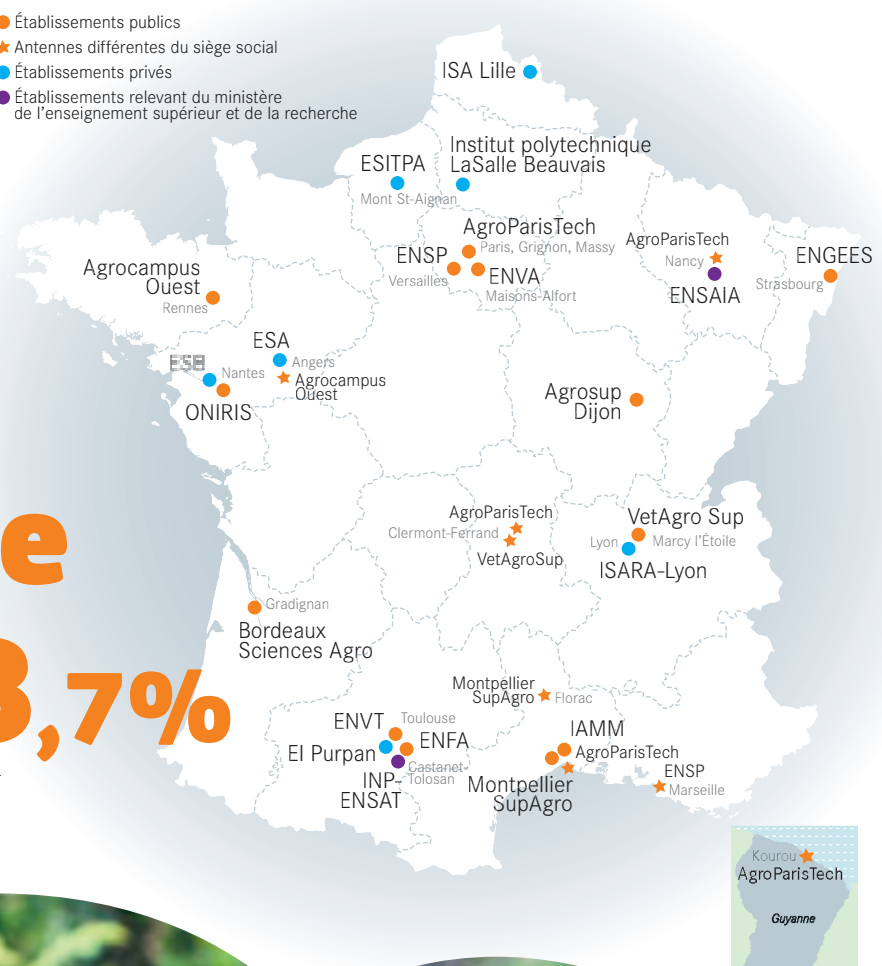 Établissements publics
Antennes différentes du siège social
Établissements privés
Établissements relevant du ministère
de l'enseignement supérieur et de la recherche
ISA Lille
Institut polytechnique
LaSalle Beauvais
ESITPA
Mont St-Aignan
AgroParisTech
Paris, Grignon, Massy
ENSP
Versailles
ENVA
Maisons-Alfort
AgroParisTech
Nancy
ENSAIA
ENGEES
Strasbourg
Agrocampus
Ouest
Rennes
ESA
Angers
Agrocampus
Ouest
ESB
Nantes
ONIRIS
Agrosup
Dijon
AgroParisTech
Clermont-Ferrand
VetAgroSup
VetAgro Sup
Lyon
Marcy l'Étoile
ISARA-Lyon
e
Gradignan
Bordeaux
Sciences Agro
3,7%
Montpellier
SupAgro
Florac
ENVT
Toulouse
ENFA
EI Purpan
Castanet-
Tolosan
INP-
ENSAT
IAMM
AgroParisTech
Montpellier
SupAgro
ENSP
Marseille
Kourou
AgroParisTech
Guyanne